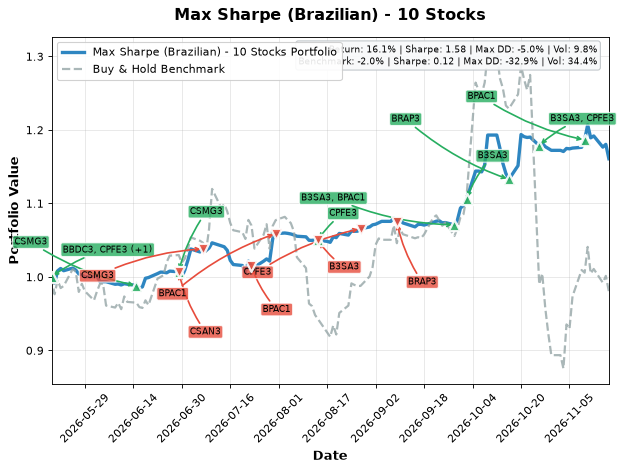 Max Sharpe (Brazilian) - 10 Stocks
Max Sharpe (Brazilian) - 10 Stocks Portfolio
Buy & Hold Benchmark
urn: 16.1% | Sharpe: 1.58 | Max DD: -5.0% | Vol: 9.8%
Benchmark: -2.0% | Sharpe: 0.12 | Max DD: -32.9% | Vol: 34.4%
Portfolio Value
1.3
1.2
1.1
1.0
0.9
BPAC1
BRAP3
B3SA3, CPFE3
B3SA3
B3SA3, BPAC1
CSMG3
CPFE3
CSMG3
BBDC3, CPFE3 (+1)
CSMG3
CPFE3
B3SA3
BRAP3
BPAC1
BPAC1
CSAN3
2026-05-29
2026-06-14
2026-06-30
2026-07-16
2026-08-01
2026-08-17
2026-09-02
2026-09-18
2026-10-04
2026-10-20
2026-11-05
Date